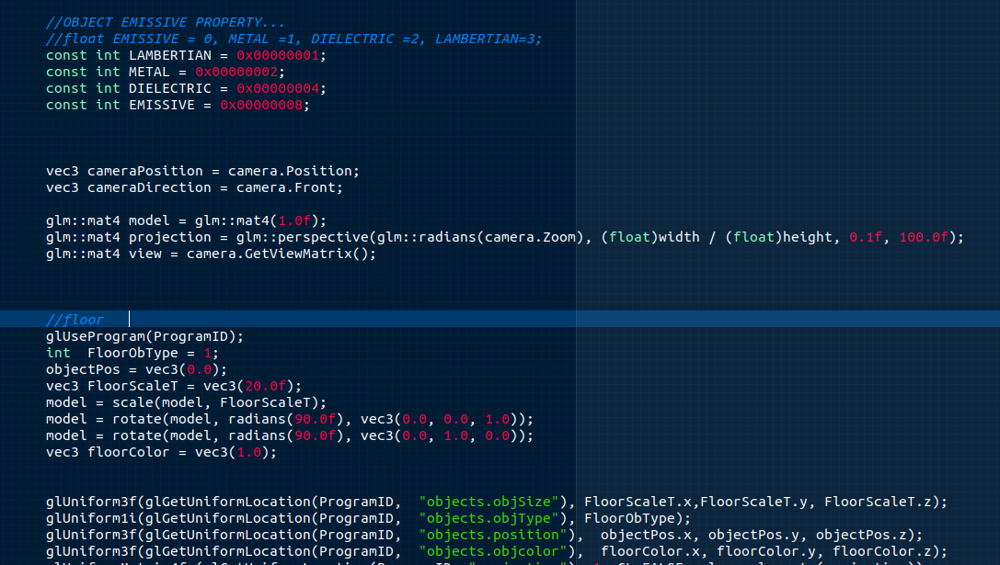 //OBJECT EMISSIVE PROPERTY...
//float EMISSIVE = 0, METAL =1, DIELECTRIC =2, LAMBERTIAN=3;
const int LAMBERTIAN = 0x00000001;
const int METAL = 0x00000002;
const int DIELECTRIC = 0x00000004;
const int EMISSIVE = 0x00000008;
vec3 cameraPosition = camera.Position;
vec3 cameraDirection = camera.Front;
glm::mat4 model = glm::mat4(1.0f);
glm::mat4 projection = glm::perspective(glm::radians(camera.Zoom), (float)width / (float)height, 0.1f, 100.0f);
glm::mat4 view = camera.GetViewMatrix();
//floor
glUseProgram(ProgramID);
int  FloorObType = 1;
objectPos = vec3(0.0);
vec3 FloorScaleT = vec3(20.0f);
model = scale(model, FloorScaleT);
model = rotate(model, radians(90.0f), vec3(0.0, 0.0, 1.0));
model = rotate(model, radians(90.0f), vec3(0.0, 1.0, 0.0));
vec3 floorColor = vec3(1.0);
glUniform3f(glGetUniformLocation(ProgramID,  "objects.objSize"), FloorScaleT.x,FloorScaleT.y, FloorScaleT.z);
glUniform1i(glGetUniformLocation(ProgramID,  "objects.objType"), FloorObType);
glUniform3f(glGetUniformLocation(ProgramID,  "objects.position"),  objectPos.x, objectPos.y, objectPos.z);
glUniform3f(glGetUniformLocation(ProgramID,  "objects.objcolor"),  floorColor.x, floorColor.y, floorColor.z);